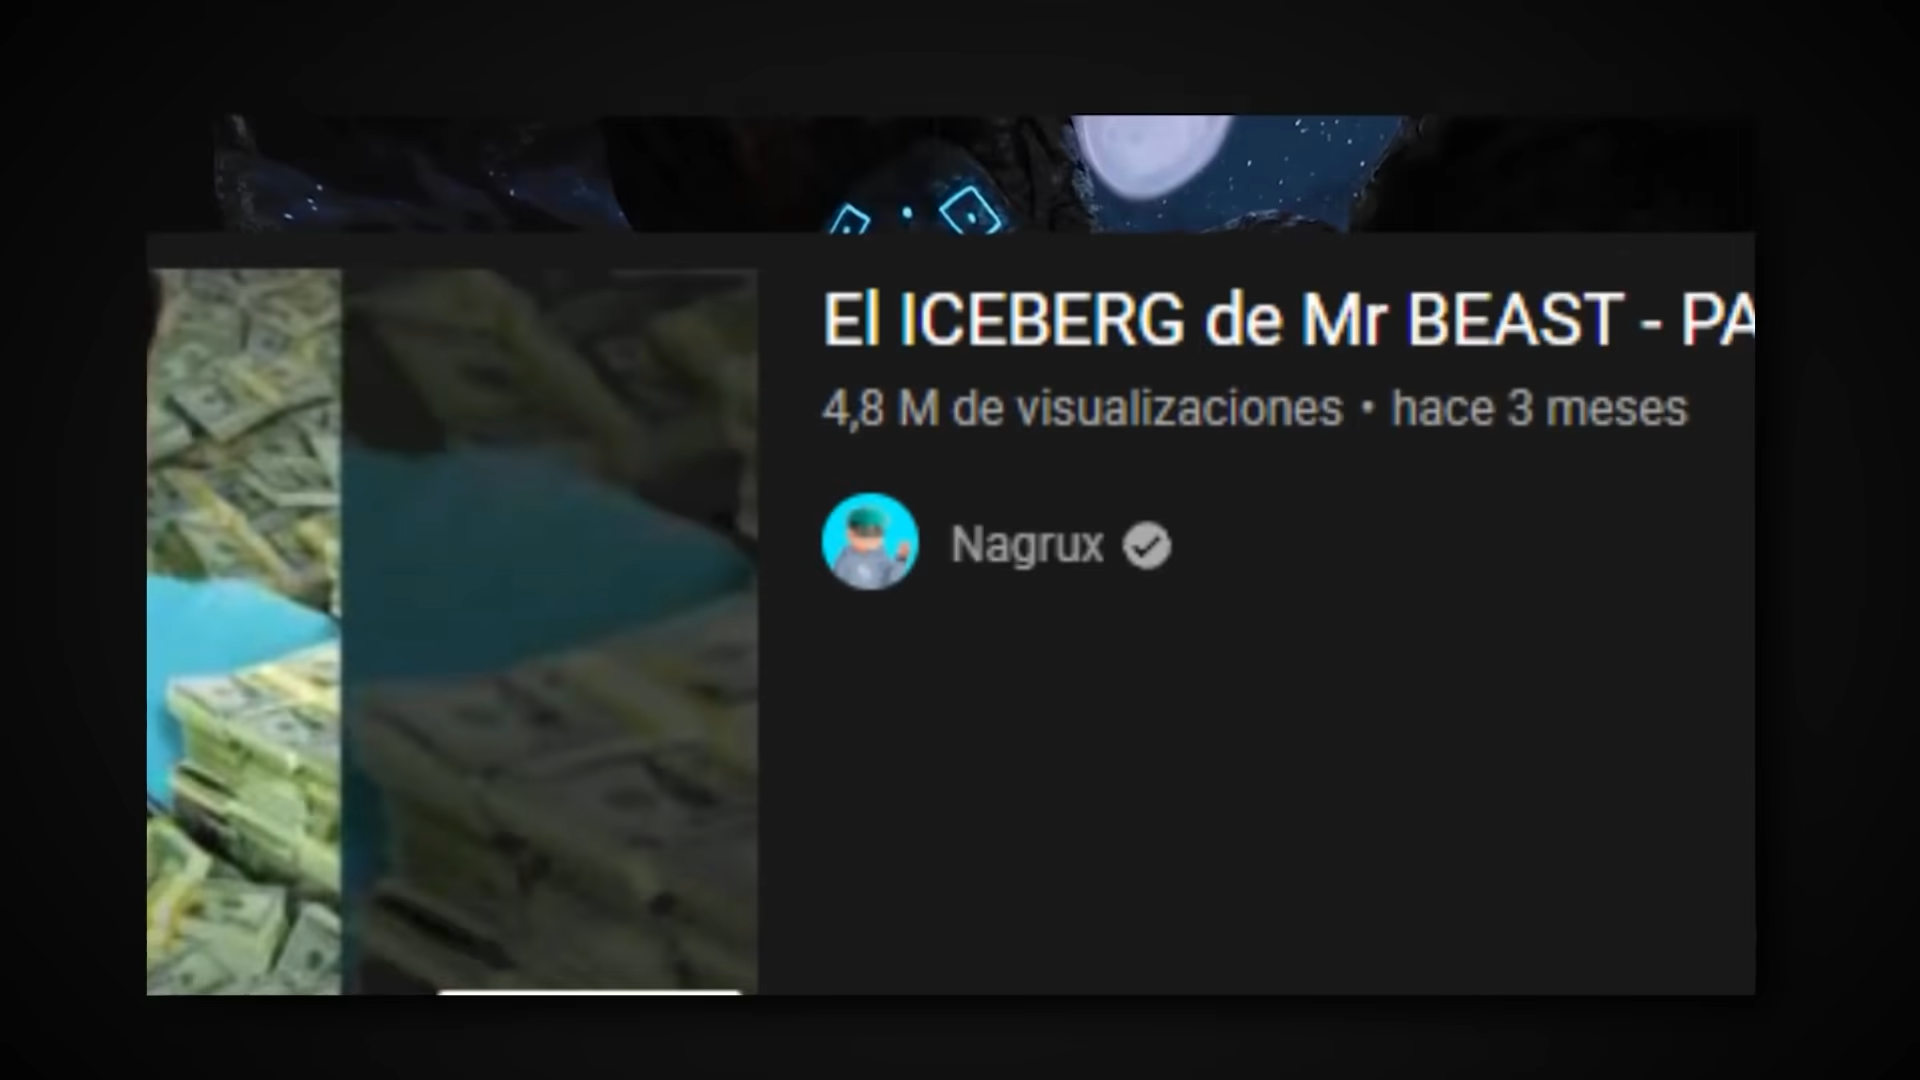 El ICEBERG de Mr BEAST - PA
4,8 M de visualizaciones • hace 3 meses
Nagrux